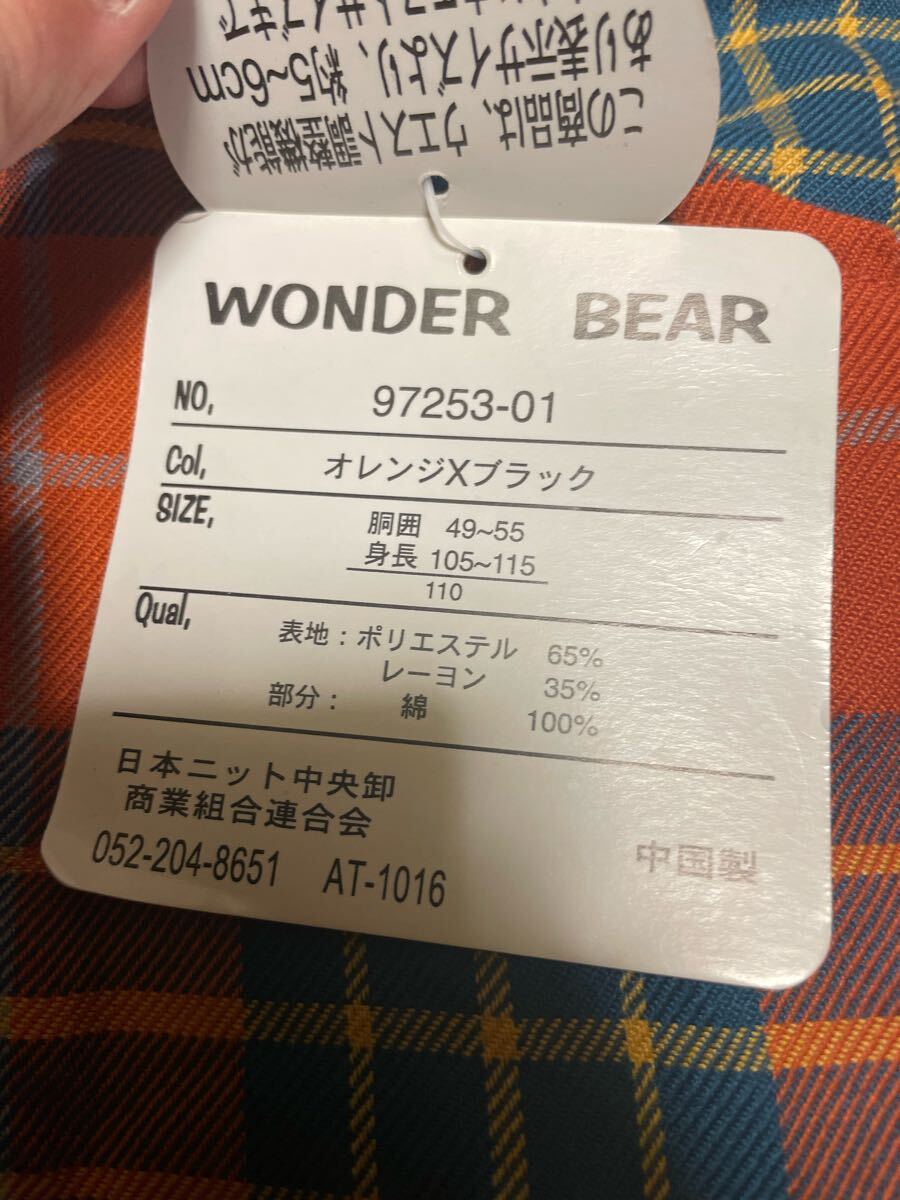 この商品は、ウエスト調整機能が
あり表示サイズより、約5~6cm
WONDER BEAR
NO, 97253-01
Col, オレンジXブラック
SIZE, 胴囲 49~55
身長 105~115
110
Qual, 表地:ポリエステル 65%
レーヨン 35%
部分: 綿 100%
日本ニット中央卸
商業組合連合会
052-204-8651 AT-1016
中国製